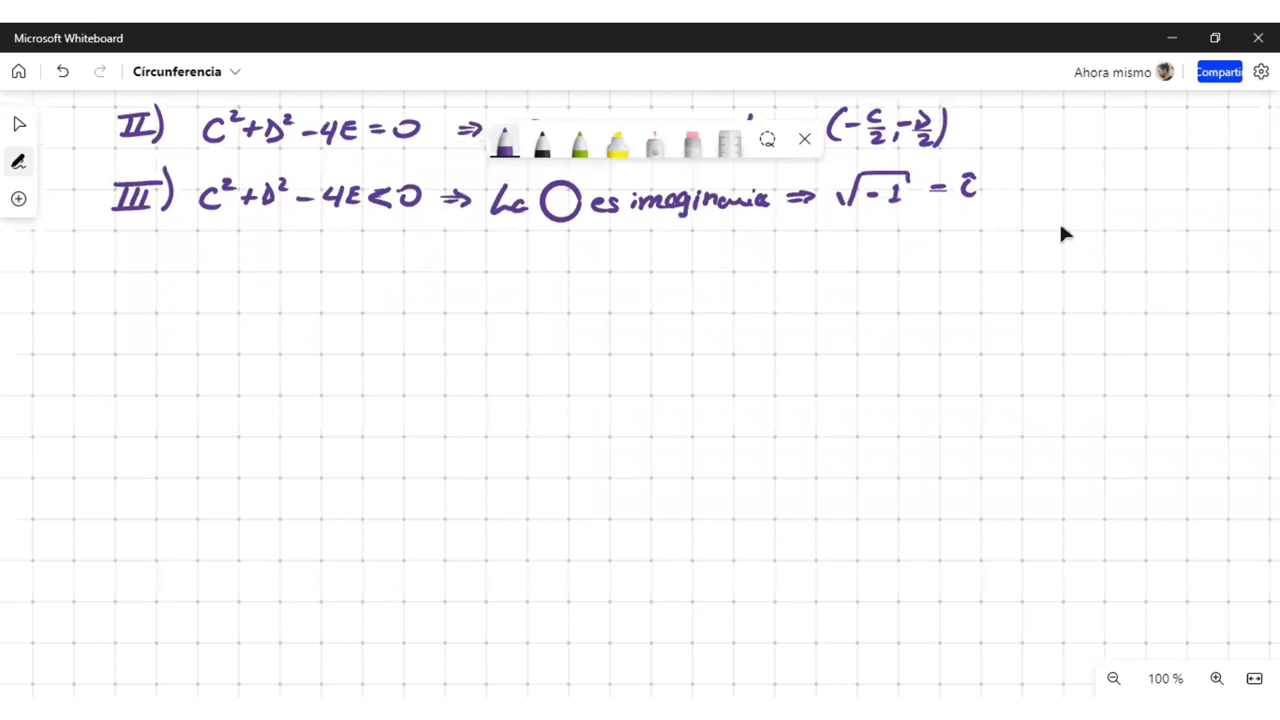 Microsoft Whiteboard
Círcunferencia
Ahora mismo
Comparti
II) C²+D²-4E=0 ⇒ (-C/2,-D/2)
III) C²+D²-4E<0 ⇒ La ◯ es imaginaria ⇒ √-1 = i
100 %